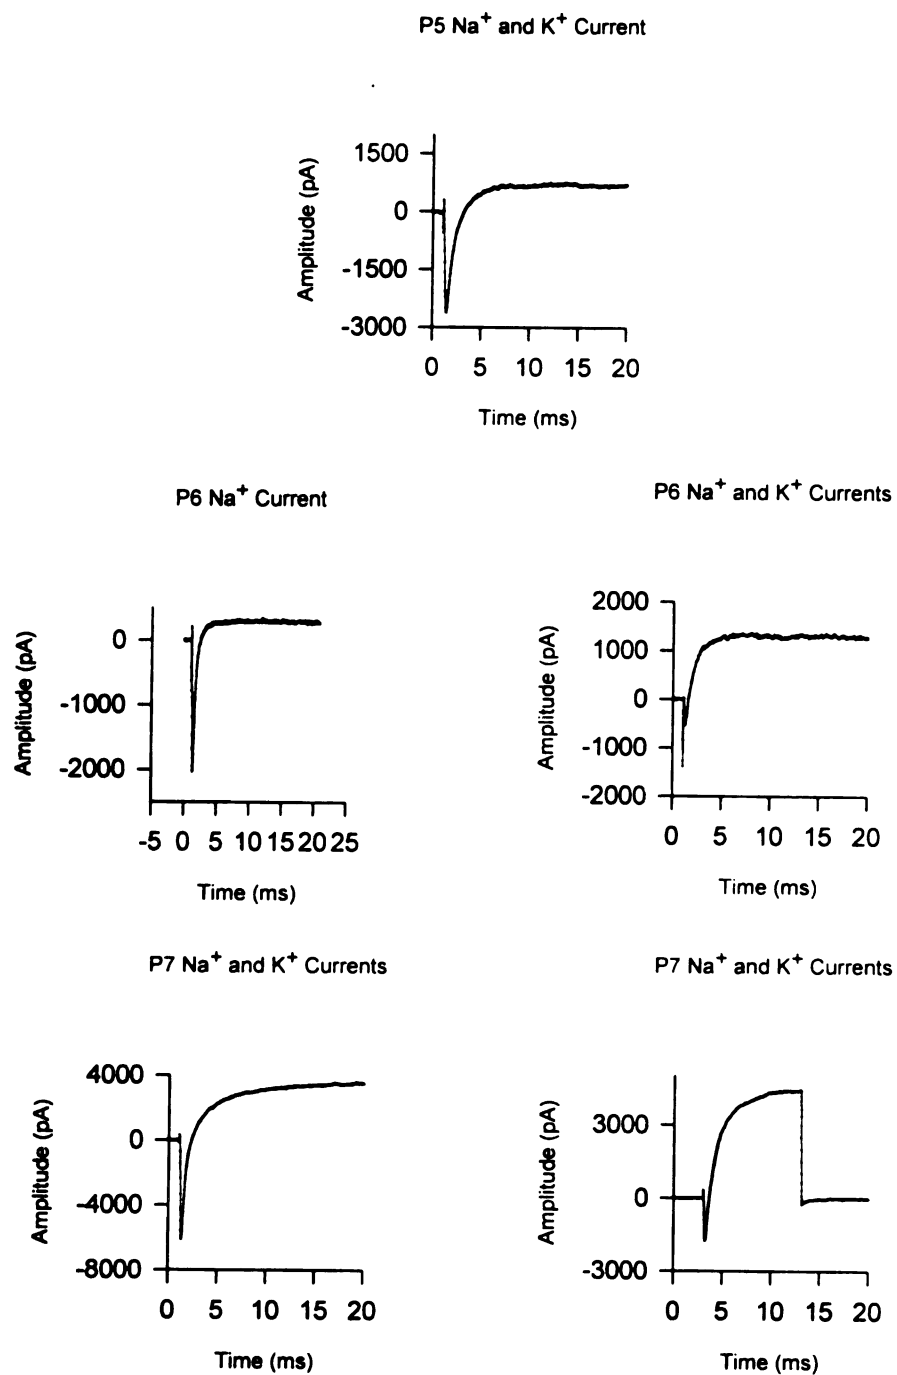 P5 Na+ and K+ Current
Amplitude (pA)
1500
0
-1500
-3000
0 5 10 15 20
Time (ms)
P6 Na+ Current
Amplitude (pA)
0
-1000
-2000
-5 0 5 10 15 20 25
Time (ms)
P6 Na+ and K+ Currents
Amplitude (pA)
2000
1000
0
-1000
-2000
0 5 10 15 20
Time (ms)
P7 Na+ and K+ Currents
Amplitude (pA)
4000
0
-4000
-8000
0 5 10 15 20
Time (ms)
P7 Na+ and K+ Currents
Amplitude (pA)
3000
0
-3000
0 5 10 15 20
Time (ms)